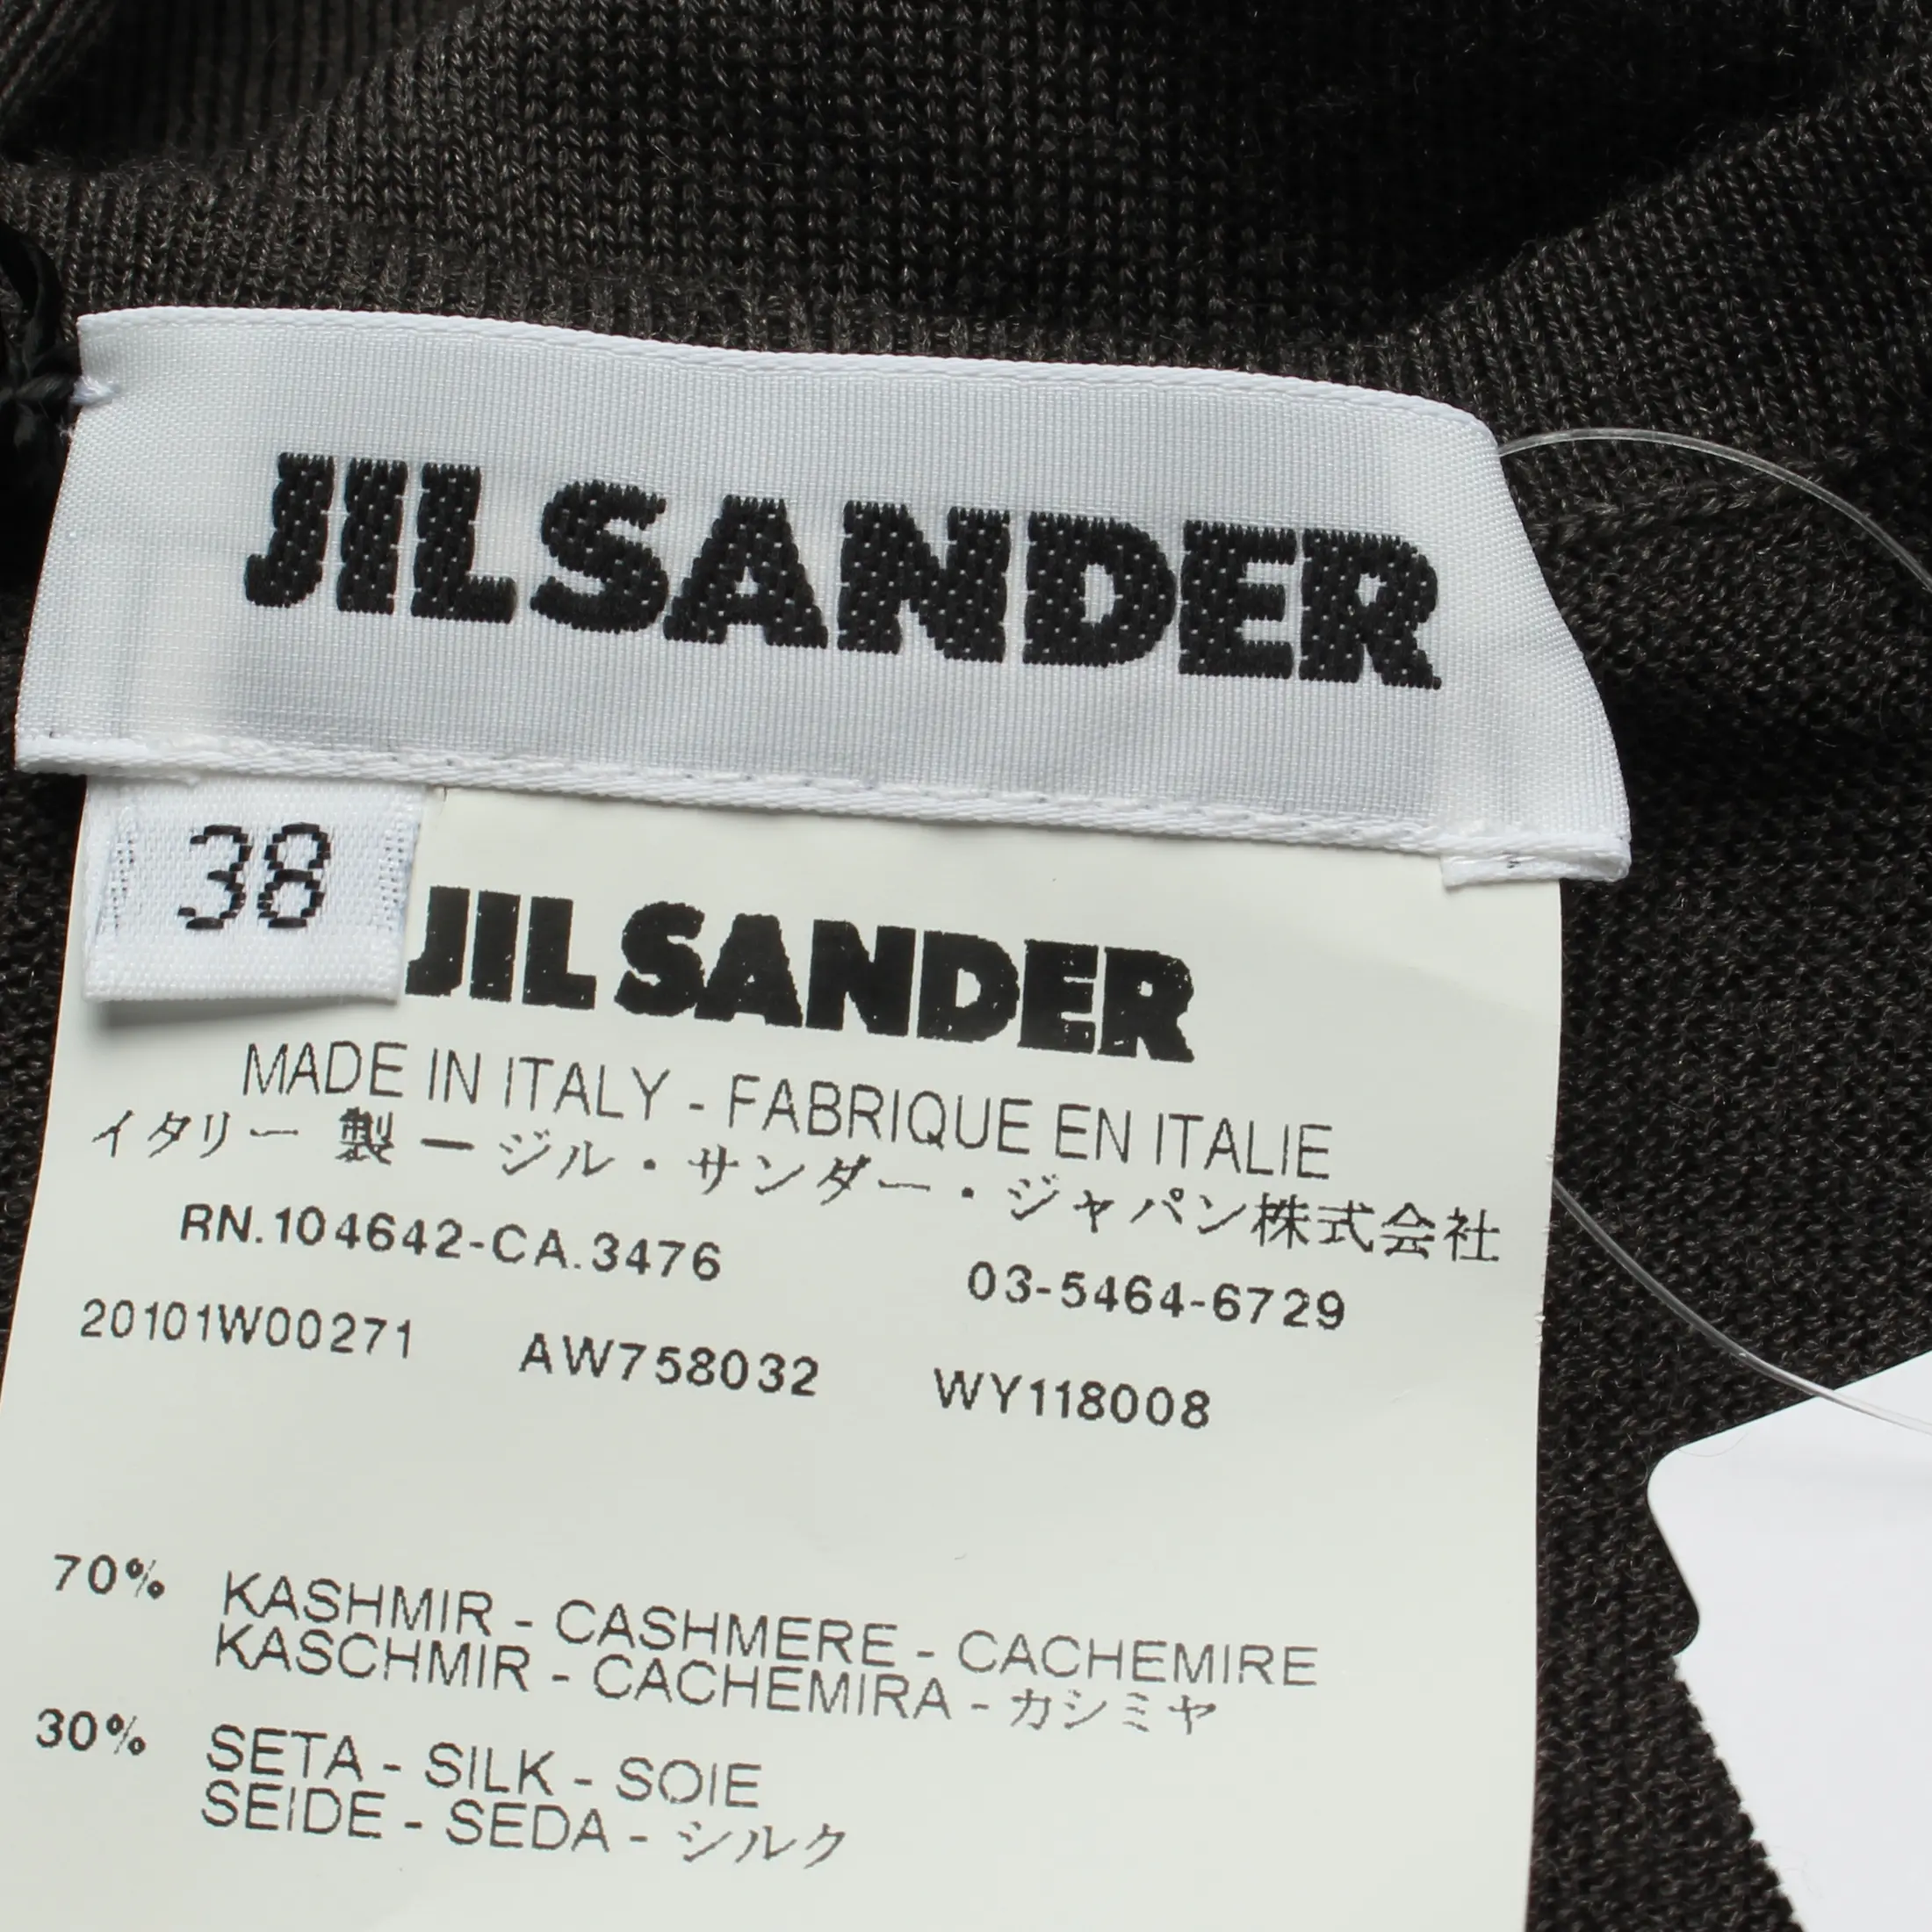 JIL SANDER
38
JIL SANDER
MADE IN ITALY - FABRIQUE EN ITALIE
イタリー 製 ー ジル・サンダー・ジャパン株式会社
RN.104642-CA.3476 03-5464-6729
20101W00271 AW758032 WY118008
70% KASHMIR - CASHMERE - CACHEMIRE
KASCHMIR - CACHEMIRA - カシミヤ
30% SETA - SILK - SOIE
SEIDE - SEDA - シルク